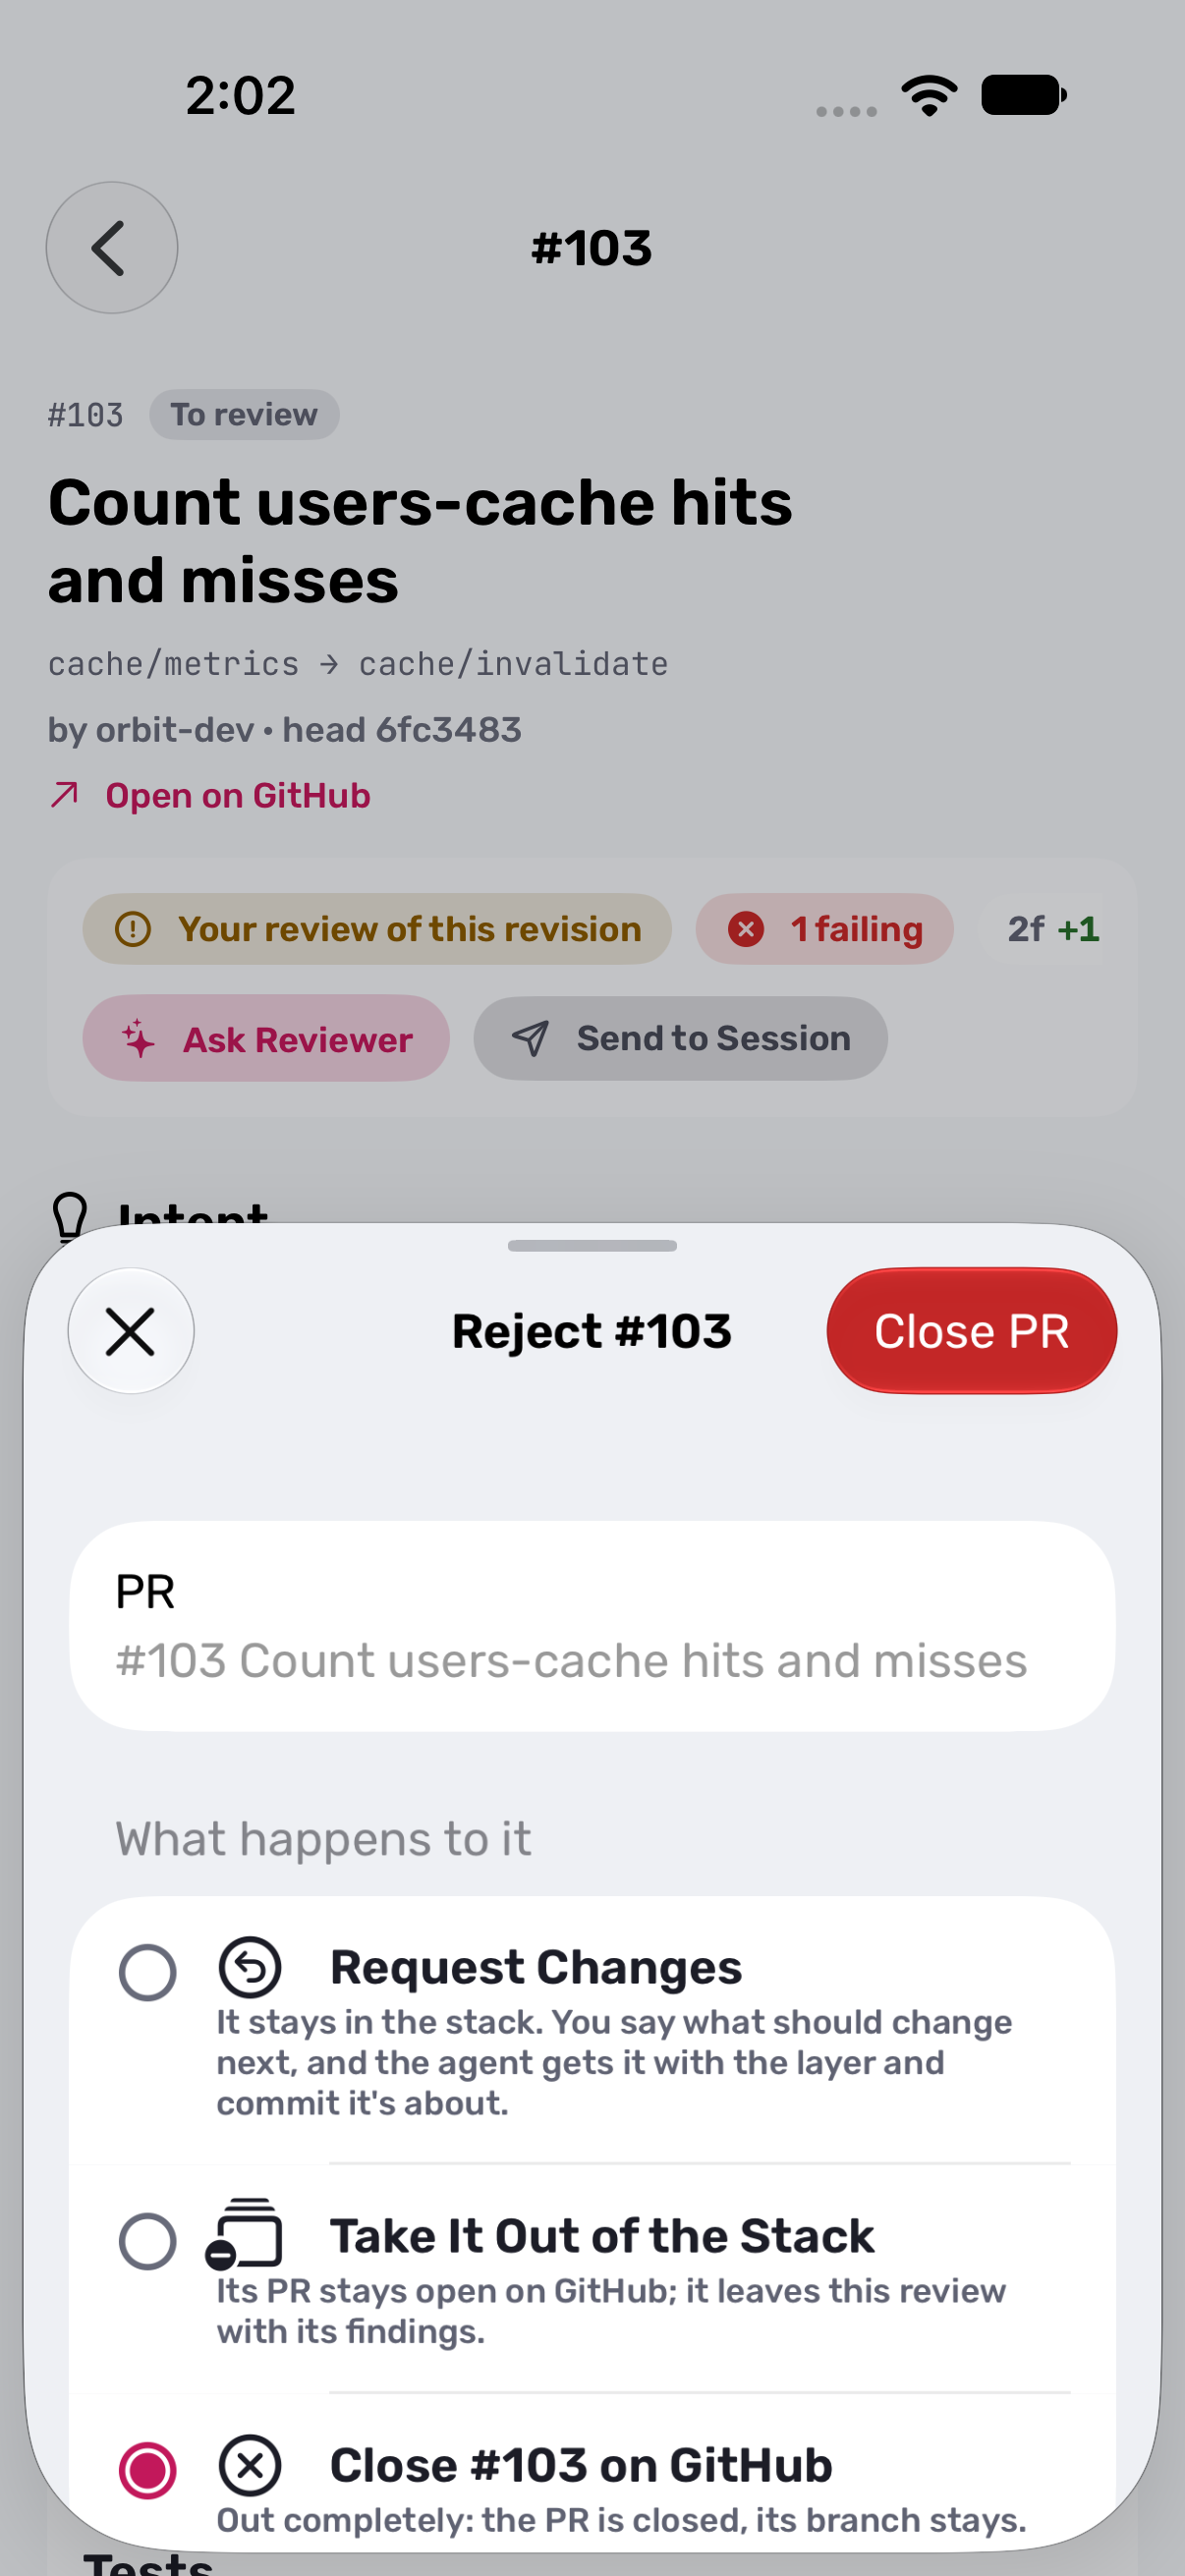 2:02
#103
#103 To review
Count users-cache hits
and misses
cache/metrics → cache/invalidate
by orbit-dev • head 6fc3483
Open on GitHub
Your review of this revision 1 failing 2f +1
Ask Reviewer Send to Session
Intent
Reject #103 Close PR
PR
#103 Count users-cache hits and misses
What happens to it
Request Changes
It stays in the stack. You say what should change
next, and the agent gets it with the layer and
commit it's about.
Take It Out of the Stack
Its PR stays open on GitHub; it leaves this review
with its findings.
Close #103 on GitHub
Out completely: the PR is closed, its branch stays.
Tests